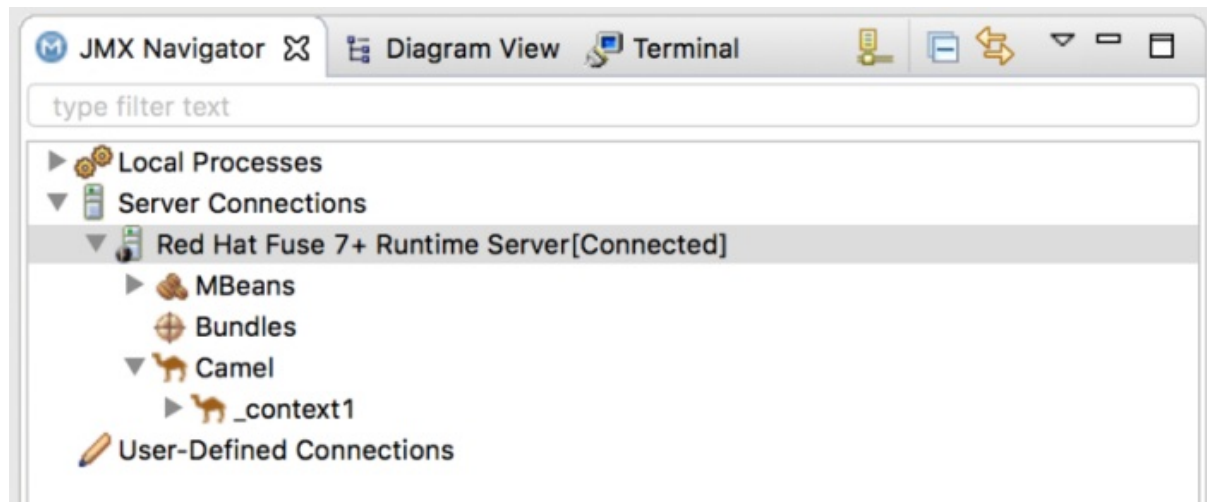 JMX Navigator Diagram View Terminal
type filter text
Local Processes
Server Connections
Red Hat Fuse 7+ Runtime Server[Connected]
MBeans
Bundles
Camel
_context1
User-Defined Connections